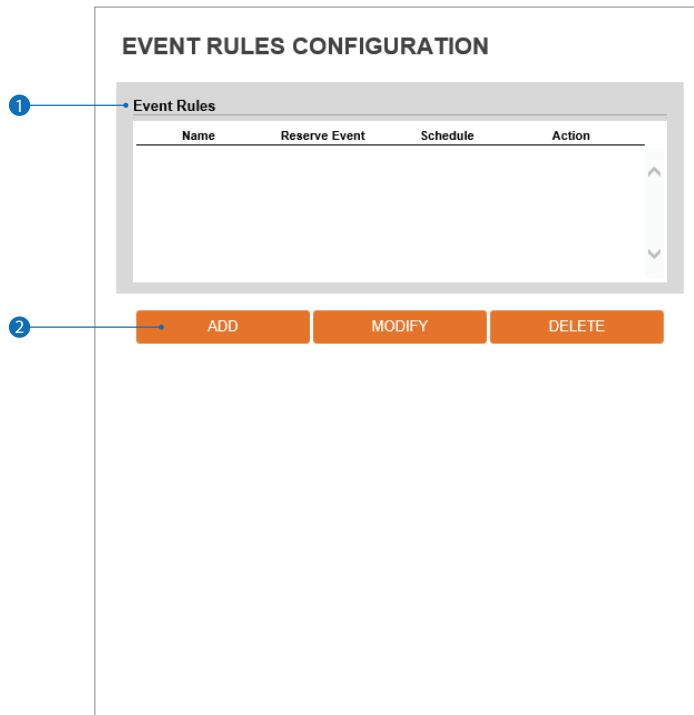 EVENT RULES CONFIGURATION
1 Event Rules
Name Reserve Event Schedule Action
2 ADD MODIFY DELETE